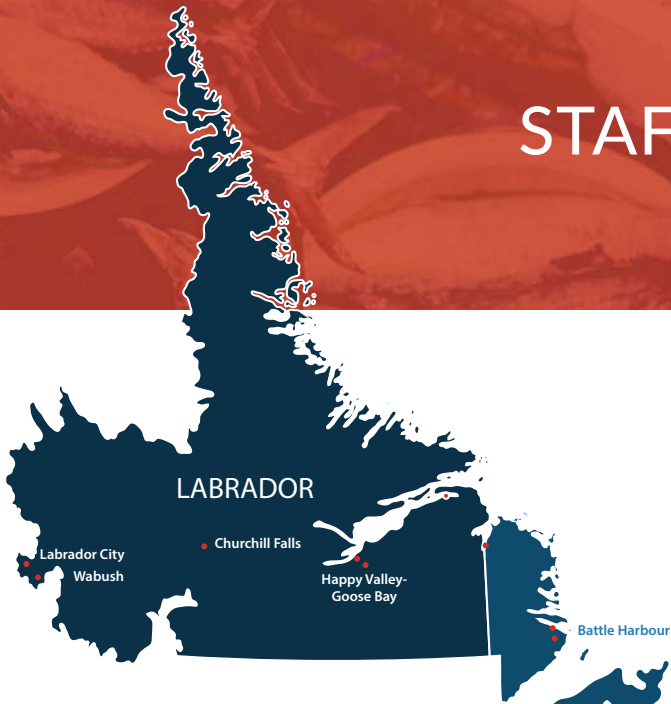 STAF
LABRADOR
Churchill Falls
Labrador City
Wabush
Happy Valley-
Goose Bay
Battle Harbour